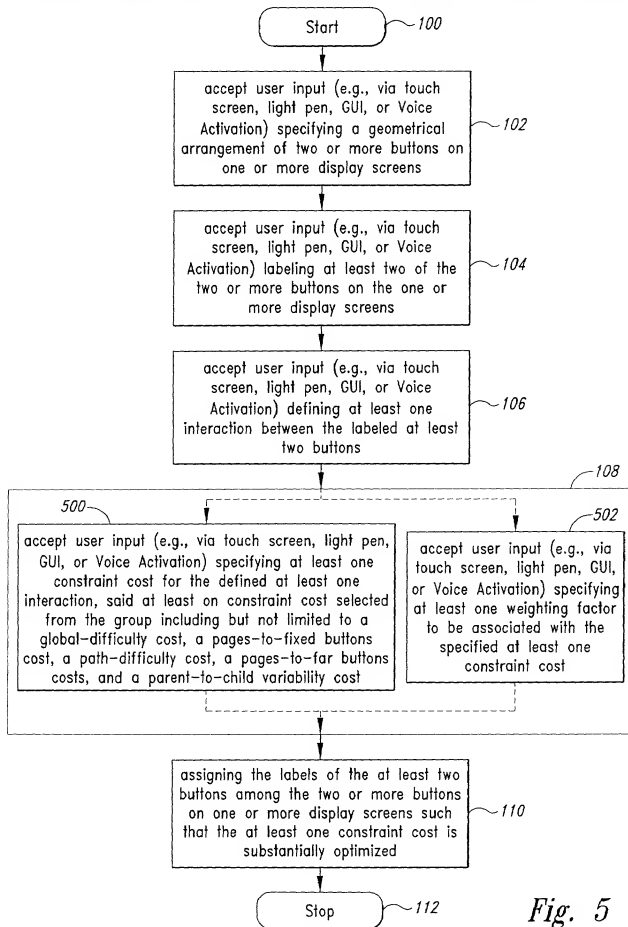 Start
100
accept user input (e.g., via touch
screen, light pen, GUI, or Voice
Activation) specifying a geometrical
arrangement of two or more buttons on
one or more display screens
102
accept user input (e.g., via touch
screen, light pen, GUI, or Voice
Activation) labeling at least two of the
two or more buttons on the one or
more display screens
104
accept user input (e.g., via touch
screen, light pen, GUI, or Voice
Activation) defining at least one
interaction between the labeled at least
two buttons
106
108
500
accept user input (e.g., via touch screen, light pen,
GUI, or Voice Activation) specifying at least one
constraint cost for the defined at least one
interaction, said at least on constraint cost selected
from the group including but not limited to a
global-difficulty cost, a pages-to-fixed buttons
cost, a path-difficulty cost, a pages-to-far buttons
costs, and a parent-to-child variability cost
502
accept user input (e.g., via
touch screen, light pen, GUI,
or Voice Activation) specifying
at least one weighting factor
to be associated with the
specified at least one
constraint cost
assigning the labels of the at least two
buttons among the two or more buttons
on one or more display screens such
that the at least one constraint cost is
substantially optimized
110
Stop
112
Fig. 5